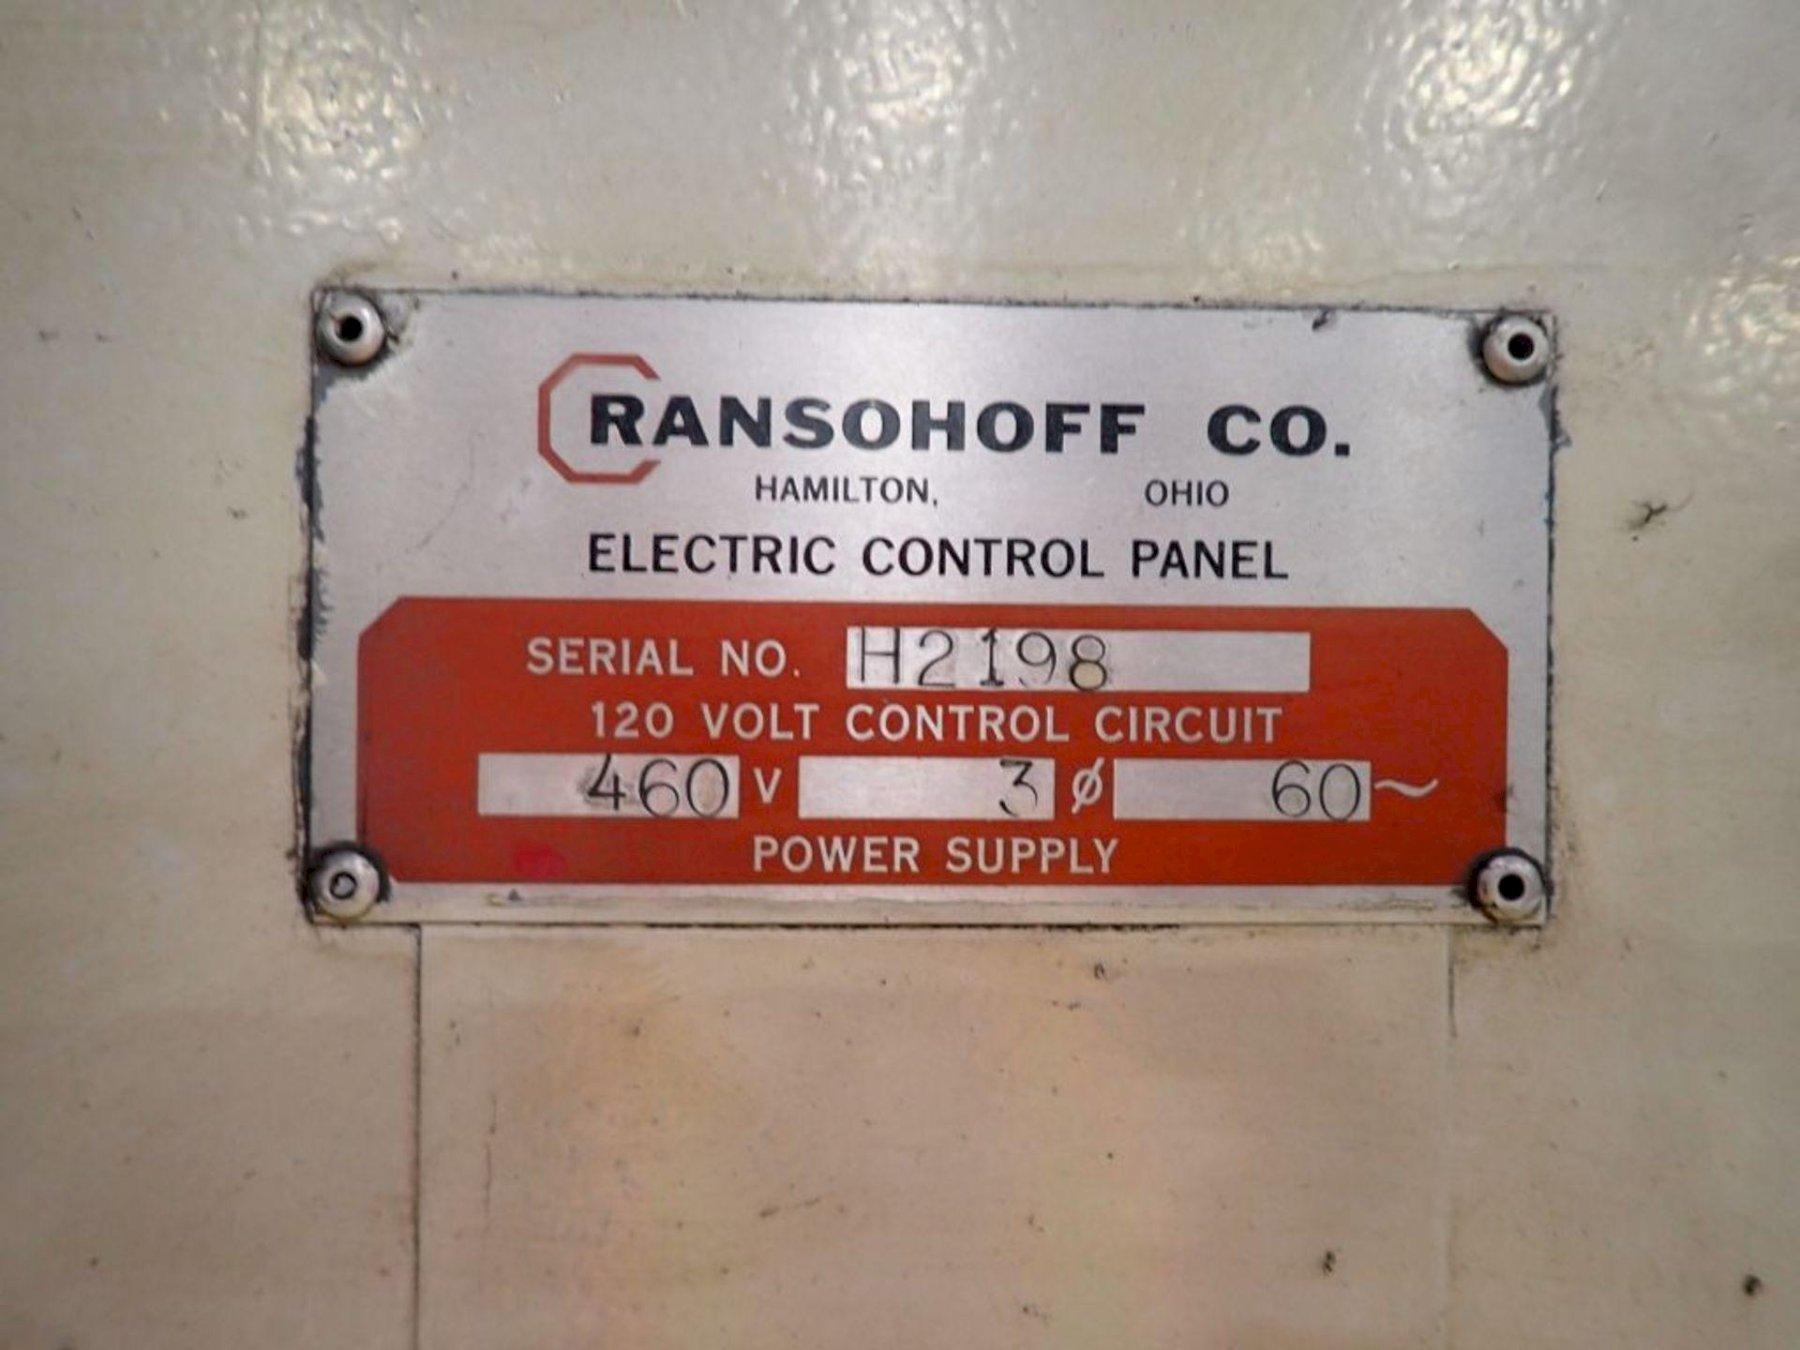 RANSOHOFF CO.
HAMILTON, OHIO
ELECTRIC CONTROL PANEL
SERIAL NO. H2198
120 VOLT CONTROL CIRCUIT
460 V 3 ϕ 60 ~
POWER SUPPLY